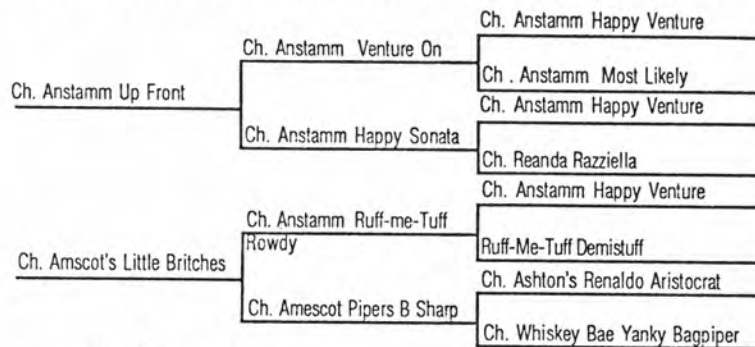 Ch. Anstamm Happy Venture
Ch. Anstamm Venture On
Ch . Anstamm Most Likely
Ch. Anstamm Up Front
Ch. Anstamm Happy Venture
Ch. Anstamm Happy Sonata
Ch. Reanda Razziella
Ch. Anstamm Happy Venture
Ch. Anstamm Ruff-me-Tuff
Rowdy
Ruff-Me-Tuff Demistuff
Ch. Amscot's Little Britches
Ch. Ashton's Renaldo Aristocrat
Ch. Amescot Pipers B Sharp
Ch. Whiskey Bae Yanky Bagpiper